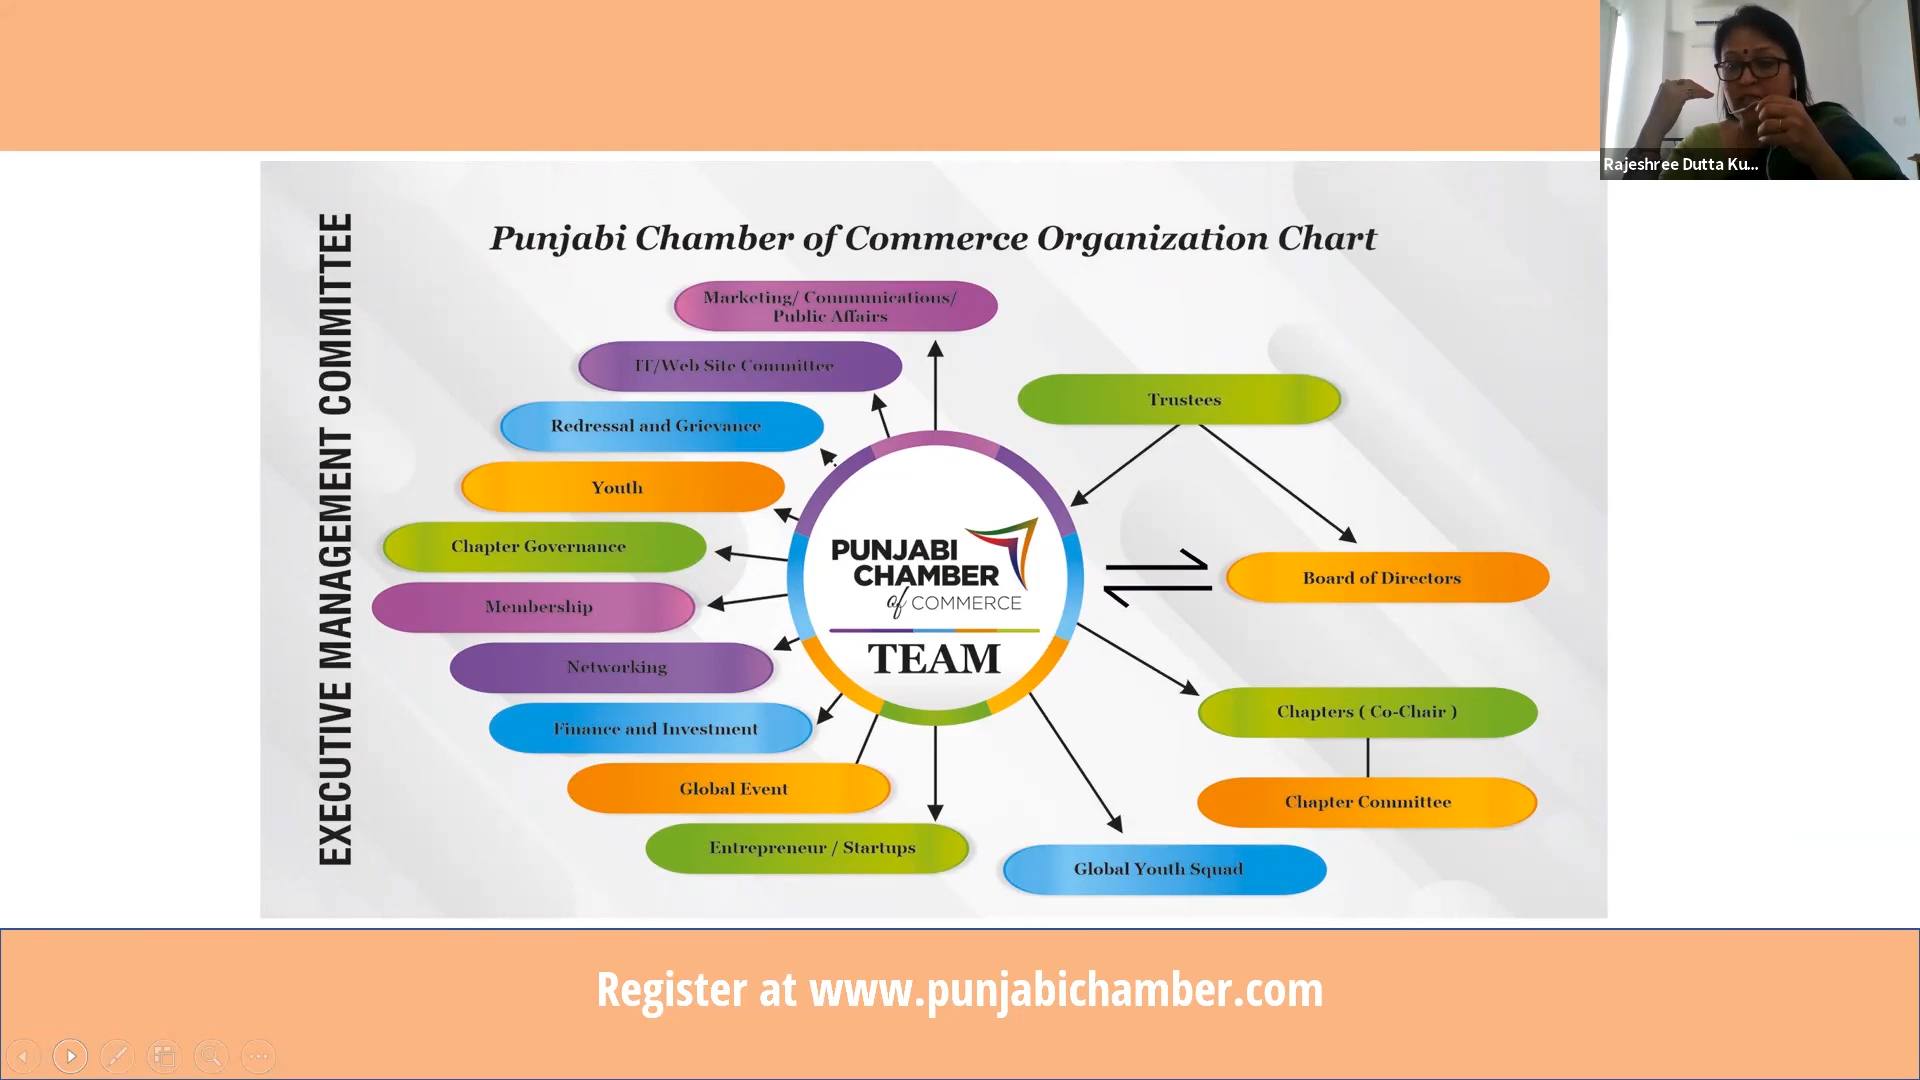 Rajeshree Dutta Ku...
EXECUTIVE MANAGEMENT COMMITTEE
Punjabi Chamber of Commerce Organization Chart
Marketing/ Communications/
Public Affairs
IT/Web Site Committee
Redressal and Grievance
Youth
Chapter Governance
Membership
Networking
Finance and Investment
Global Event
Entrepreneur / Startups
PUNJABI
CHAMBER
of COMMERCE
TEAM
Trustees
Board of Directors
Chapters ( Co-Chair )
Chapter Committee
Global Youth Squad
Register at www.punjabichamber.com